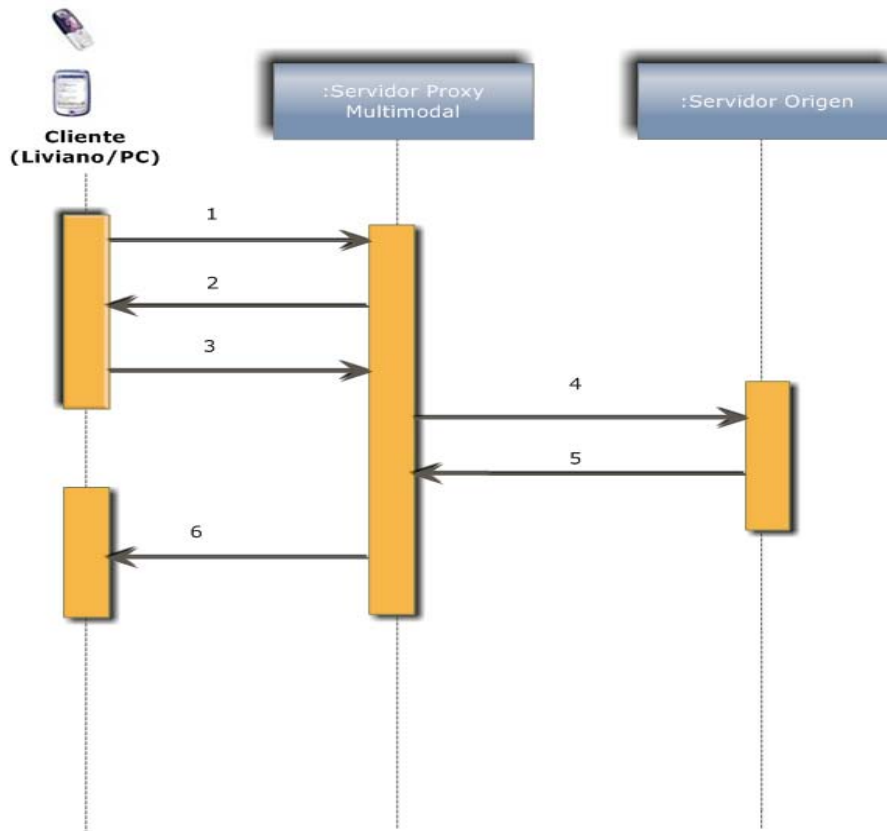 :Servidor Proxy
Multimodal
:Servidor Origen
Cliente
(Liviano/PC)
1
2
3
4
5
6